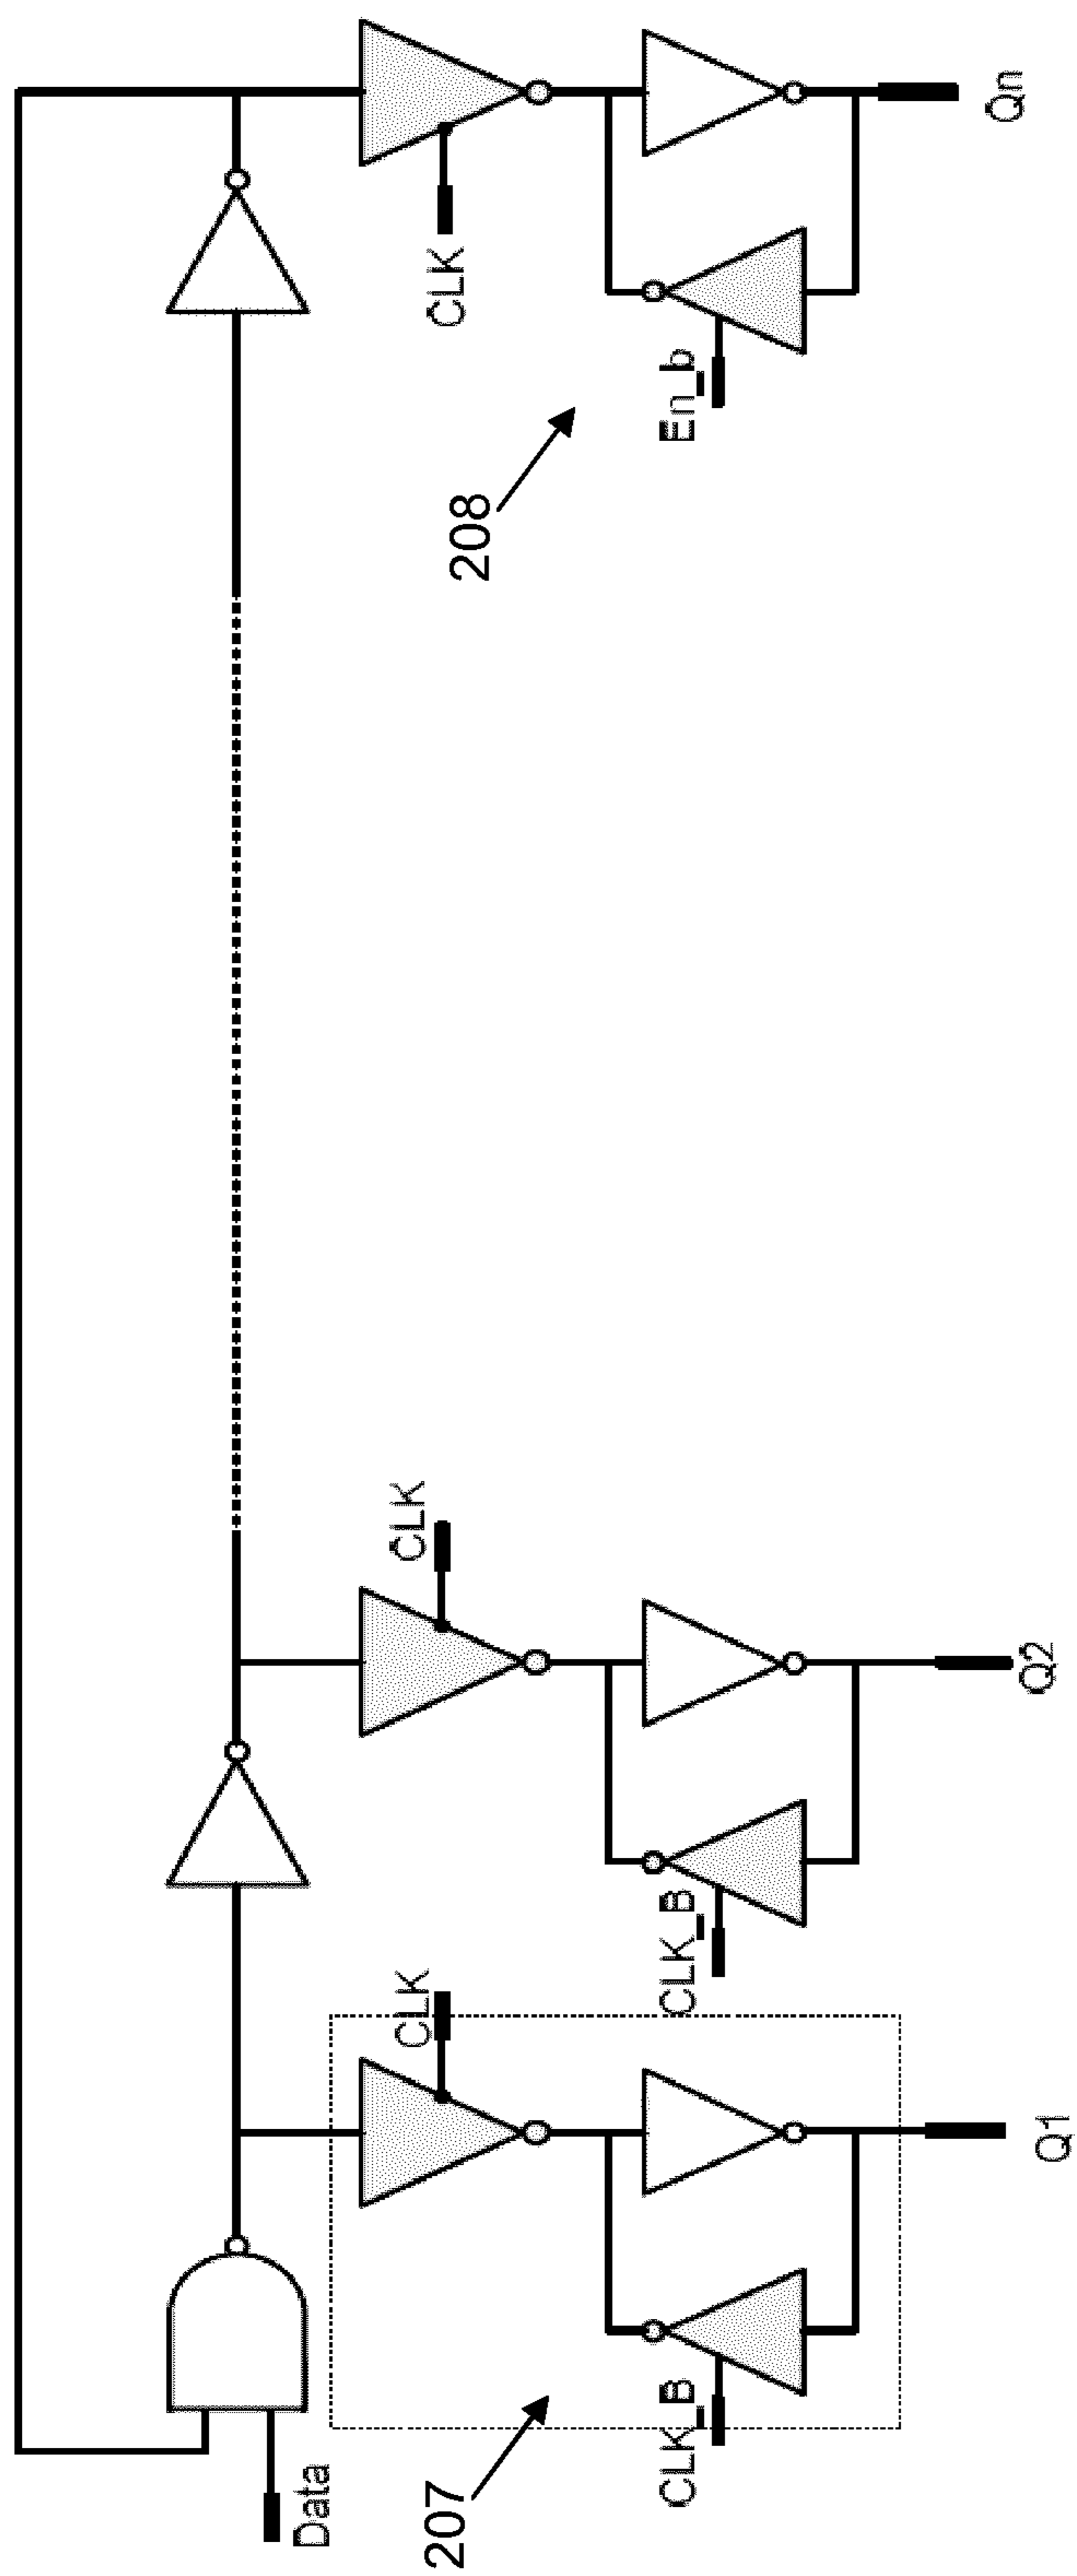 Data
207
CLK_B
CLK
Q1
CLK_B
CLK
Q2
208
En_b
CLK
Qn